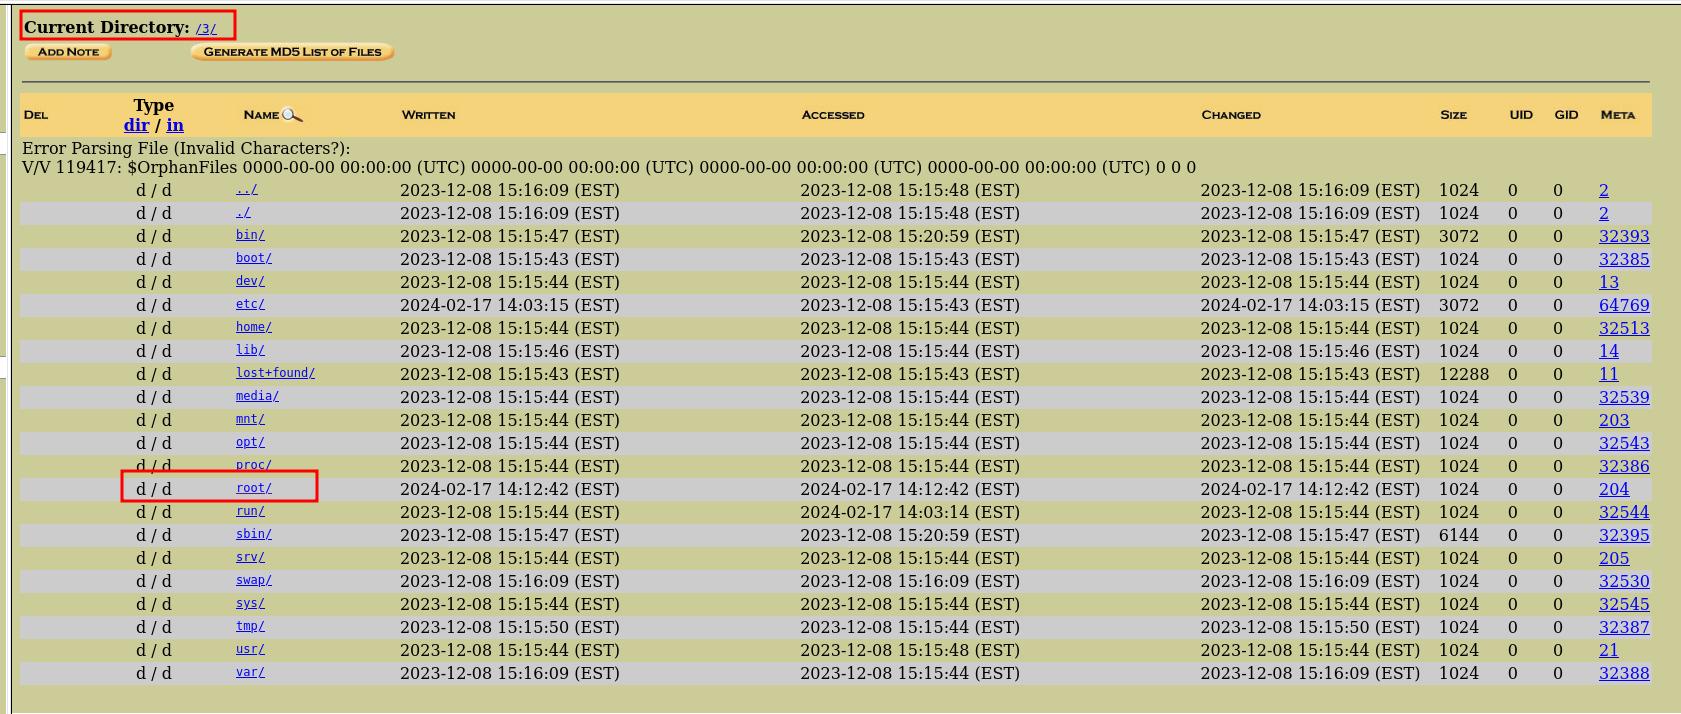 Current Directory: /3/
ADD NOTE GENERATE MD5 LIST OF FILES
DEL Type dir / in NAME WRITTEN ACCESSED CHANGED SIZE UID GID META
Error Parsing File (Invalid Characters?):
V/V 119417: $OrphanFiles 0000-00-00 00:00:00 (UTC) 0000-00-00 00:00:00 (UTC) 0000-00-00 00:00:00 (UTC) 0000-00-00 00:00:00 (UTC) 0 0 0
d / d ../ 2023-12-08 15:16:09 (EST) 2023-12-08 15:15:48 (EST) 2023-12-08 15:16:09 (EST) 1024 0 0 2
d / d ./ 2023-12-08 15:16:09 (EST) 2023-12-08 15:15:48 (EST) 2023-12-08 15:16:09 (EST) 1024 0 0 2
d / d bin/ 2023-12-08 15:15:47 (EST) 2023-12-08 15:20:59 (EST) 2023-12-08 15:15:47 (EST) 3072 0 0 32393
d / d boot/ 2023-12-08 15:15:43 (EST) 2023-12-08 15:15:43 (EST) 2023-12-08 15:15:43 (EST) 1024 0 0 32385
d / d dev/ 2023-12-08 15:15:44 (EST) 2023-12-08 15:15:44 (EST) 2023-12-08 15:15:44 (EST) 1024 0 0 13
d / d etc/ 2024-02-17 14:03:15 (EST) 2023-12-08 15:15:43 (EST) 2024-02-17 14:03:15 (EST) 3072 0 0 64769
d / d home/ 2023-12-08 15:15:44 (EST) 2023-12-08 15:15:44 (EST) 2023-12-08 15:15:44 (EST) 1024 0 0 32513
d / d lib/ 2023-12-08 15:15:46 (EST) 2023-12-08 15:15:44 (EST) 2023-12-08 15:15:46 (EST) 1024 0 0 14
d / d lost+found/ 2023-12-08 15:15:43 (EST) 2023-12-08 15:15:43 (EST) 2023-12-08 15:15:43 (EST) 12288 0 0 11
d / d media/ 2023-12-08 15:15:44 (EST) 2023-12-08 15:15:44 (EST) 2023-12-08 15:15:44 (EST) 1024 0 0 32539
d / d mnt/ 2023-12-08 15:15:44 (EST) 2023-12-08 15:15:44 (EST) 2023-12-08 15:15:44 (EST) 1024 0 0 203
d / d opt/ 2023-12-08 15:15:44 (EST) 2023-12-08 15:15:44 (EST) 2023-12-08 15:15:44 (EST) 1024 0 0 32543
d / d proc/ 2023-12-08 15:15:44 (EST) 2023-12-08 15:15:44 (EST) 2023-12-08 15:15:44 (EST) 1024 0 0 32386
d / d root/ 2024-02-17 14:12:42 (EST) 2024-02-17 14:12:42 (EST) 2024-02-17 14:12:42 (EST) 1024 0 0 204
d / d run/ 2023-12-08 15:15:44 (EST) 2024-02-17 14:03:14 (EST) 2023-12-08 15:15:44 (EST) 1024 0 0 32544
d / d sbin/ 2023-12-08 15:15:47 (EST) 2023-12-08 15:20:59 (EST) 2023-12-08 15:15:47 (EST) 6144 0 0 32395
d / d srv/ 2023-12-08 15:15:44 (EST) 2023-12-08 15:15:44 (EST) 2023-12-08 15:15:44 (EST) 1024 0 0 205
d / d swap/ 2023-12-08 15:16:09 (EST) 2023-12-08 15:16:09 (EST) 2023-12-08 15:16:09 (EST) 1024 0 0 32530
d / d sys/ 2023-12-08 15:15:44 (EST) 2023-12-08 15:15:44 (EST) 2023-12-08 15:15:44 (EST) 1024 0 0 32545
d / d tmp/ 2023-12-08 15:15:50 (EST) 2023-12-08 15:15:44 (EST) 2023-12-08 15:15:50 (EST) 1024 0 0 32387
d / d usr/ 2023-12-08 15:15:44 (EST) 2023-12-08 15:15:48 (EST) 2023-12-08 15:15:44 (EST) 1024 0 0 21
d / d var/ 2023-12-08 15:16:09 (EST) 2023-12-08 15:15:44 (EST) 2023-12-08 15:16:09 (EST) 1024 0 0 32388